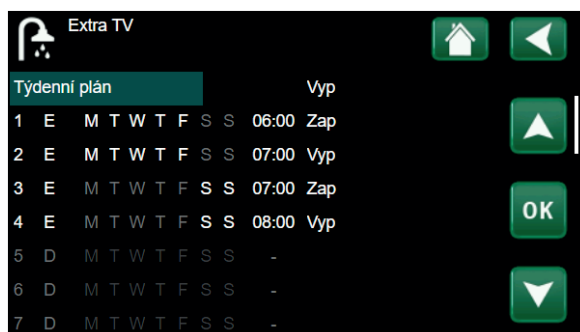 Extra TV
Týdenní plán Vyp
1 E M T W T F S S 06:00 Zap
2 E M T W T F S S 07:00 Vyp
3 E M T W T F S S 07:00 Zap
4 E M T W T F S S 08:00 Vyp
5 D M T W T F S S -
6 D M T W T F S S -
7 D M T W T F S S -
OK